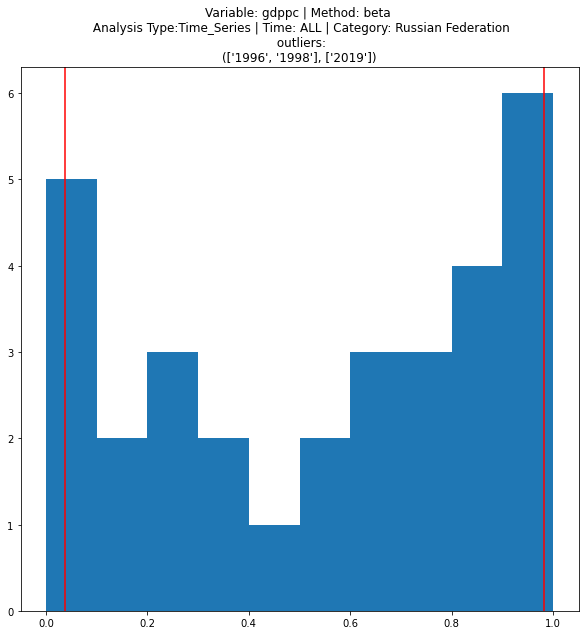 Variable: gdppc | Method: beta
Analysis Type:Time_Series | Time: ALL | Category: Russian Federation
outliers:
(['1996', '1998'], ['2019'])
6
5
4
3
2
1
0
0.0 0.2 0.4 0.6 0.8 1.0